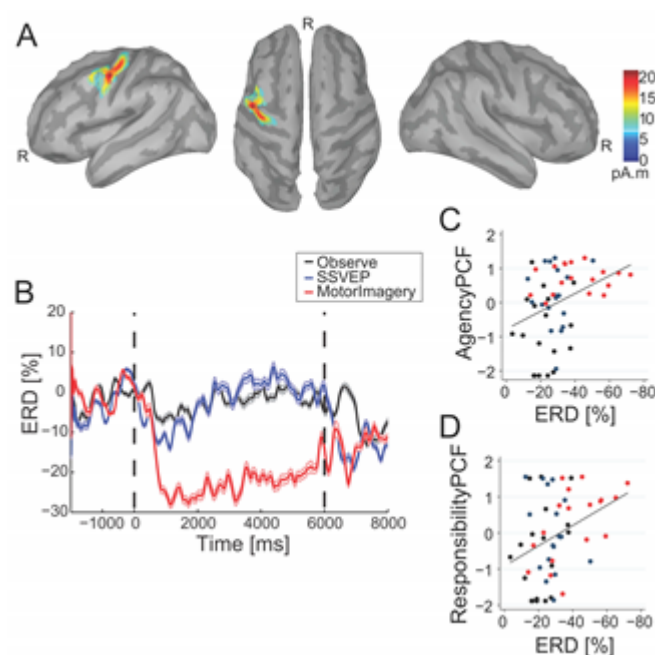 A
R
R
R
20
15
10
5
0
pA.m
B
Observe
SSVEP
MotorImagery
ERD [%]
20
10
0
−10
−20
−30
−1000 0 2000 4000 6000 8000
Time [ms]
C
AgencyPCF
2
1
0
−1
−2
0 −20 −40 −60 −80
ERD [%]
D
ResponsibilityPCF
2
1
0
−1
−2
0 −20 −40 −60 −80
ERD [%]